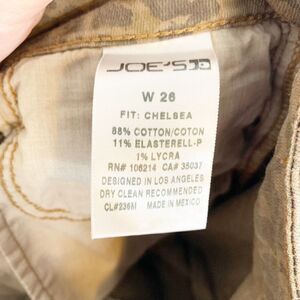 JOE'S
W 26
FIT: CHELSEA
88% COTTON/COTON
11% ELASTERELL-P
1% LYCRA
RN# 106214 CA# 35037
DESIGNED IN LOS ANGELES
DRY CLEAN RECOMMENDED
CL#236M MADE IN MEXICO